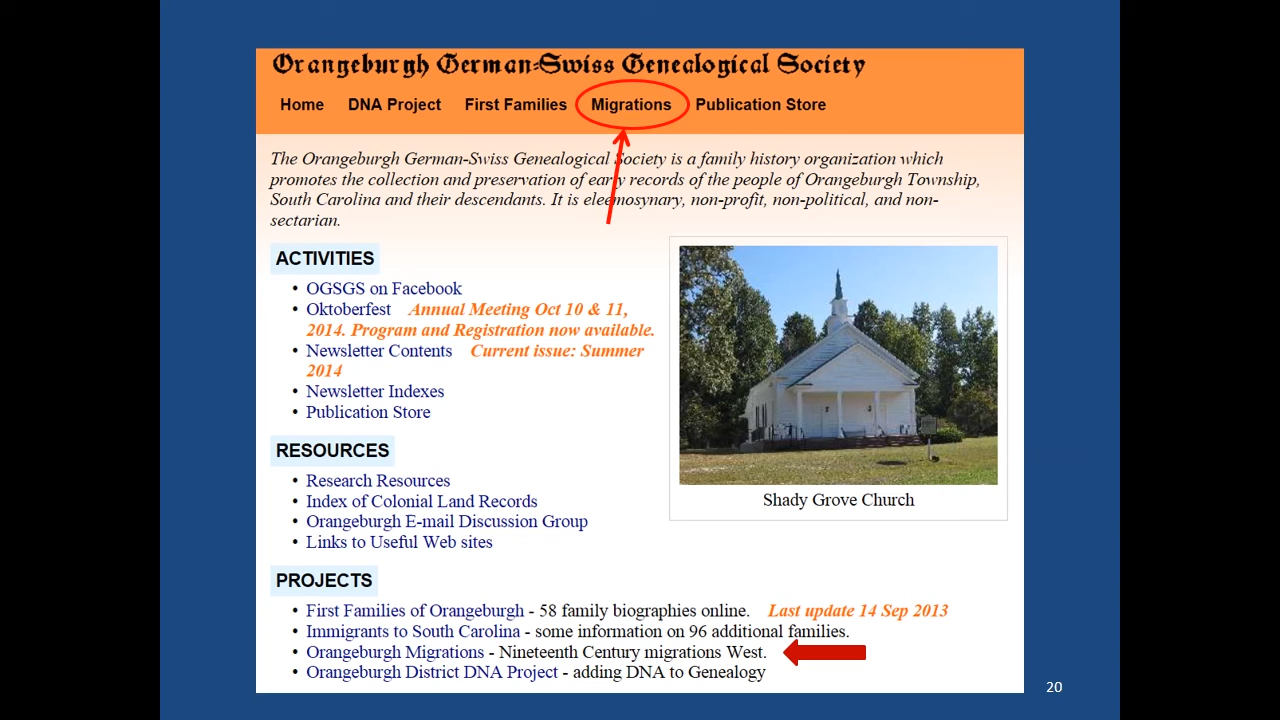 Orangeburgh German-Swiss Genealogical Society
Home DNA Project First Families Migrations Publication Store
The Orangeburgh German-Swiss Genealogical Society is a family history organization which
promotes the collection and preservation of early records of the people of Orangeburgh Township,
South Carolina and their descendants. It is eleemosynary, non-profit, non-political, and non-
sectarian.
ACTIVITIES
• OGSGS on Facebook
• Oktoberfest Annual Meeting Oct 10 & 11,
2014. Program and Registration now available.
• Newsletter Contents Current issue: Summer
2014
• Newsletter Indexes
• Publication Store
RESOURCES
• Research Resources
• Index of Colonial Land Records
• Orangeburgh E-mail Discussion Group
• Links to Useful Web sites
Shady Grove Church
PROJECTS
• First Families of Orangeburgh - 58 family biographies online. Last update 14 Sep 2013
• Immigrants to South Carolina - some information on 96 additional families.
• Orangeburgh Migrations - Nineteenth Century migrations West.
• Orangeburgh District DNA Project - adding DNA to Genealogy
20